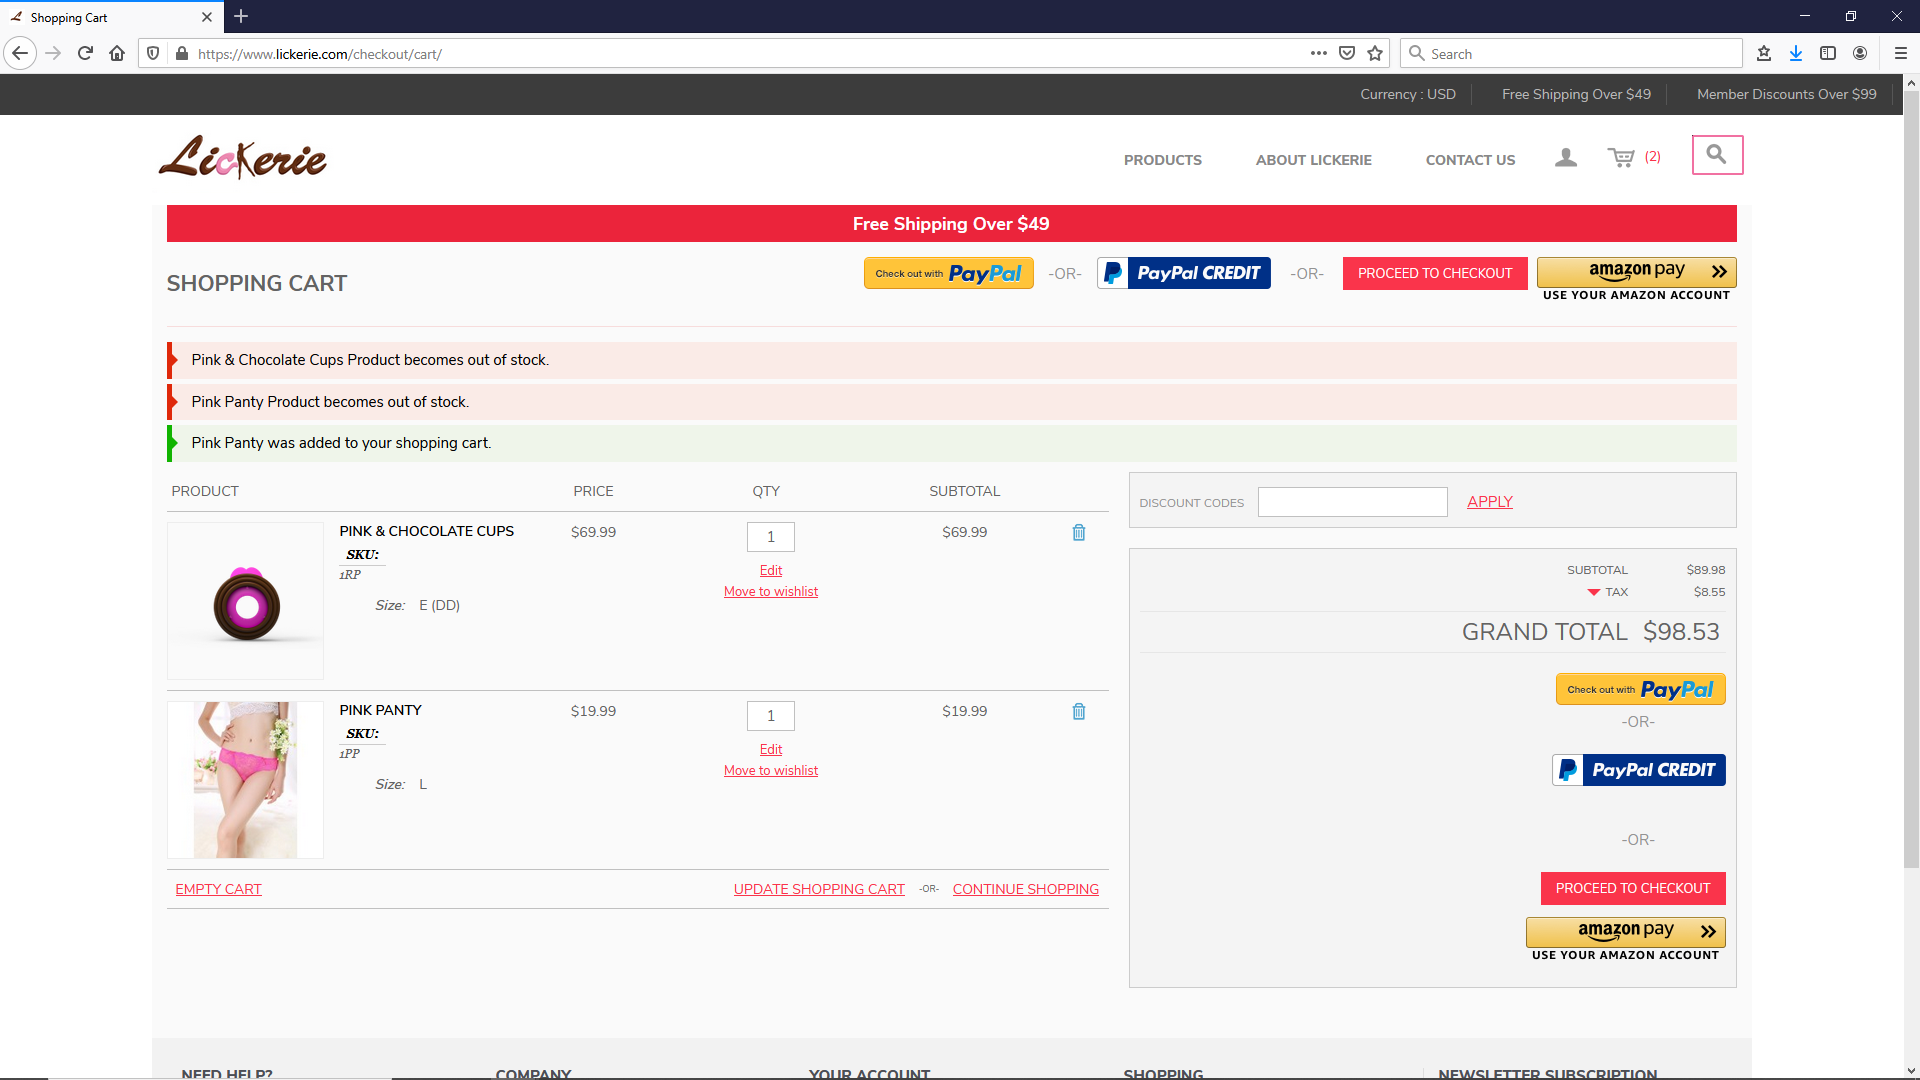 Shopping Cart
https://www.lickerie.com/checkout/cart/
Search
Currency : USD
Free Shipping Over $49
Member Discounts Over $99
Lickerie
PRODUCTS
ABOUT LICKERIE
CONTACT US
(2)
Free Shipping Over $49
SHOPPING CART
Check out with PayPal
-OR-
PayPal CREDIT
-OR-
PROCEED TO CHECKOUT
amazon pay
USE YOUR AMAZON ACCOUNT
Pink & Chocolate Cups Product becomes out of stock.
Pink Panty Product becomes out of stock.
Pink Panty was added to your shopping cart.
PRODUCT PRICE QTY SUBTOTAL
PINK & CHOCOLATE CUPS $69.99 1 $69.99
SKU:
1RP
Edit
Move to wishlist
Size: E (DD)
PINK PANTY $19.99 1 $19.99
SKU:
1PP
Edit
Move to wishlist
Size: L
EMPTY CART
UPDATE SHOPPING CART -OR- CONTINUE SHOPPING
DISCOUNT CODES
APPLY
SUBTOTAL $89.98
TAX $8.55
GRAND TOTAL $98.53
Check out with PayPal
-OR-
PayPal CREDIT
-OR-
PROCEED TO CHECKOUT
amazon pay
USE YOUR AMAZON ACCOUNT
NEED HELP?
COMPANY
YOUR ACCOUNT
SHOPPING
NEWSLETTER SUBSCRIPTION